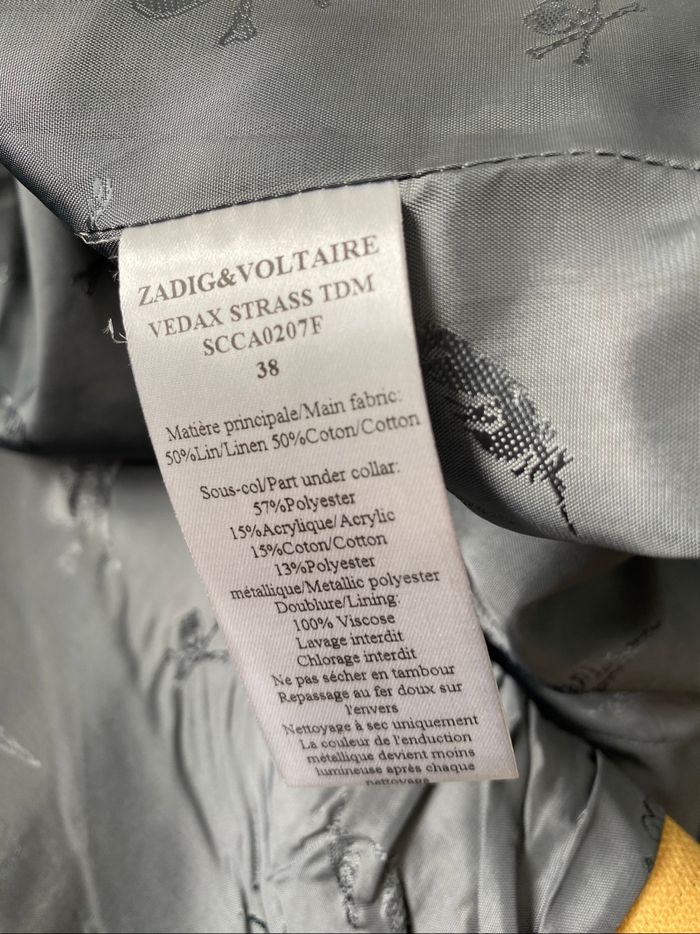 ZADIG&VOLTAIRE
VEDAX STRASS TDM
SCCA0207F
38
Matière principale/Main fabric:
50%Lin/Linen 50%Coton/Cotton
Sous-col/Part under collar:
57%Polyester
15%Acrylique/Acrylic
15%Coton/Cotton
13%Polyester
métallique/Metallic polyester
Doublure/Lining:
100% Viscose
Lavage interdit
Chlorage interdit
Ne pas sécher en tambour
Repassage au fer doux sur
l'envers
Nettoyage à sec uniquement
La couleur de l'enduction
métallique devient moins
lumineuse après chaque
nettoyage